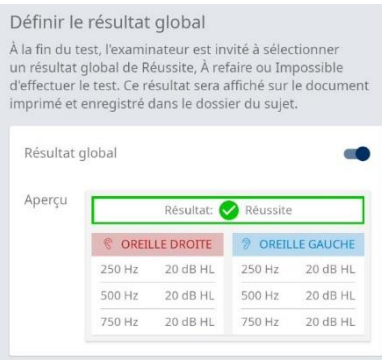 Définir le résultat global
À la fin du test, l'examinateur est invité à sélectionner
un résultat global de Réussite, À refaire ou Impossible
d'effectuer le test. Ce résultat sera affiché sur le document
imprimé et enregistré dans le dossier du sujet.
Résultat global
Aperçu
Résultat: Réussite
OREILLE DROITE OREILLE GAUCHE
250 Hz 20 dB HL 250 Hz 20 dB HL
500 Hz 20 dB HL 500 Hz 20 dB HL
750 Hz 20 dB HL 750 Hz 20 dB HL